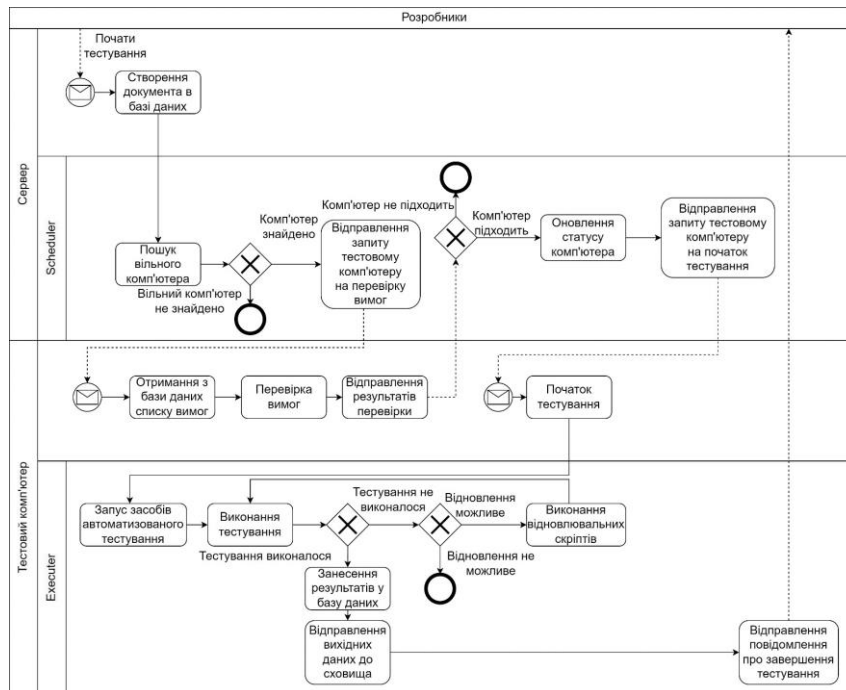 Розробники
Сервер
Почати
тестування
Створення
документа в
базі даних
Scheduler
Пошук
вільного
комп'ютера
Комп'ютер
знайдено
Вільний комп'ютер
не знайдено
Відправлення
запиту
тестовому
комп'ютеру
на перевірку
вимог
Комп'ютер не підходить
Комп'ютер
підходить
Оновлення
статусу
комп'ютера
Відправлення
запиту тестовому
комп'ютеру
на початок
тестування
Тестовий комп'ютер
Отримання з
бази даних
списку вимог
Перевірка
вимог
Відправлення
результатів
перевірки
Початок
тестування
Executer
Запус засобів
автоматизованого
тестування
Виконання
тестування
Тестування не
виконалося
Тестування виконалося
Відновлення
можливе
Відновлення не
можливе
Виконання
відновлювальних
скріптів
Занесення
результатів у
базу даних
Відправлення
вихідних
даних до
сховища
Відправлення
повідомлення
про завершення
тестування